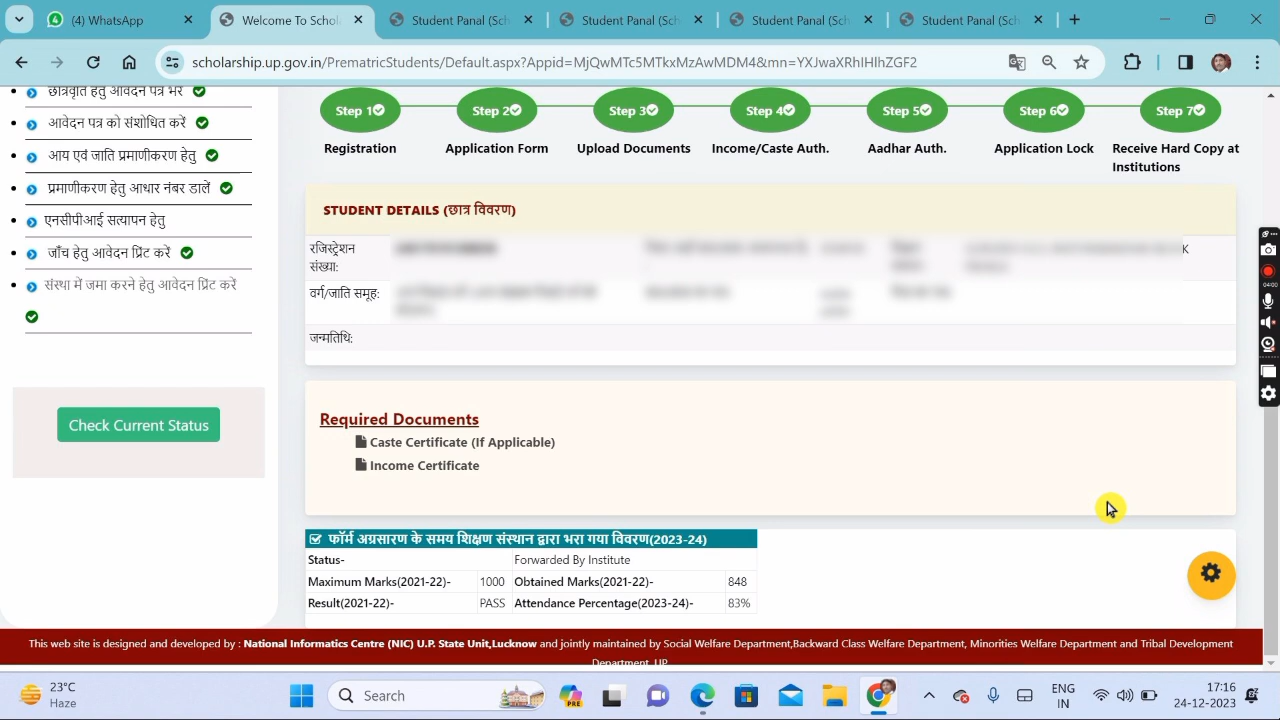 (4) WhatsApp
Welcome To Schol
Student Panal (Sch
Student Panal (Sch
Student Panal (Sch
Student Panal (Sch
scholarship.up.gov.in/PrematricStudents/Default.aspx?Appid=MjQwMTc5MTkxMzAwMDM4&mn=YXJwaXRhIHlhZGF2
छात्रवृति हेतु आवेदन पत्र भरें
आवेदन पत्र को संशोधित करें
आय एवं जाति प्रमाणीकरण हेतु
प्रमाणीकरण हेतु आधार नंबर डालें
एनसीपीआई सत्यापन हेतु
जाँच हेतु आवेदन प्रिंट करें
संस्था में जमा करने हेतु आवेदन प्रिंट करें
Check Current Status
Step 1 Step 2 Step 3 Step 4 Step 5 Step 6 Step 7
Registration Application Form Upload Documents Income/Caste Auth. Aadhar Auth. Application Lock Receive Hard Copy at
Institutions
STUDENT DETAILS (छात्र विवरण)
रजिस्ट्रेशन
संख्या:
वर्ग/जाति समूह:
जन्मतिथि:
Required Documents
Caste Certificate (If Applicable)
Income Certificate
फॉर्म अग्रसारण के समय शिक्षण संस्थान द्वारा भरा गया विवरण(2023-24)
Status- Forwarded By Institute
Maximum Marks(2021-22)- 1000 Obtained Marks(2021-22)- 848
Result(2021-22)- PASS Attendance Percentage(2023-24)- 83%
04:00
This web site is designed and developed by : National Informatics Centre (NIC) U.P. State Unit,Lucknow and jointly maintained by Social Welfare Department,Backward Class Welfare Department, Minorities Welfare Department and Tribal Development
Department, UP
23°C
Haze
Search
PRE
ENG
IN
17:16
24-12-2023